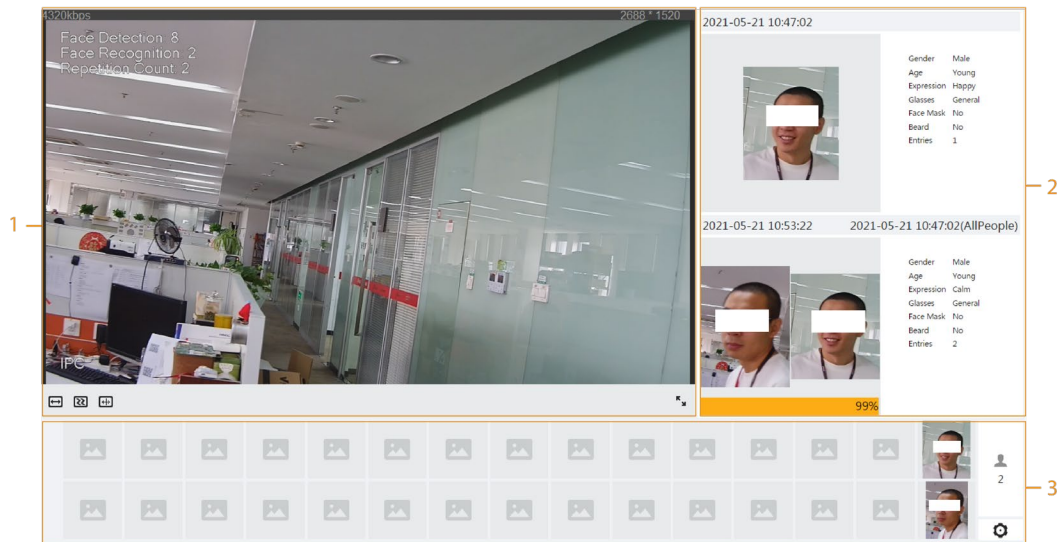 4320kbps
2688 * 1520
Face Detection: 8
Face Recognition: 2
Repetition Count: 2
IPC
1
2021-05-21 10:47:02
Gender Male
Age Young
Expression Happy
Glasses General
Face Mask No
Beard No
Entries 1
2
2021-05-21 10:53:22 2021-05-21 10:47:02(AllPeople)
Gender Male
Age Young
Expression Calm
Glasses General
Face Mask No
Beard No
Entries 2
99%
2
3